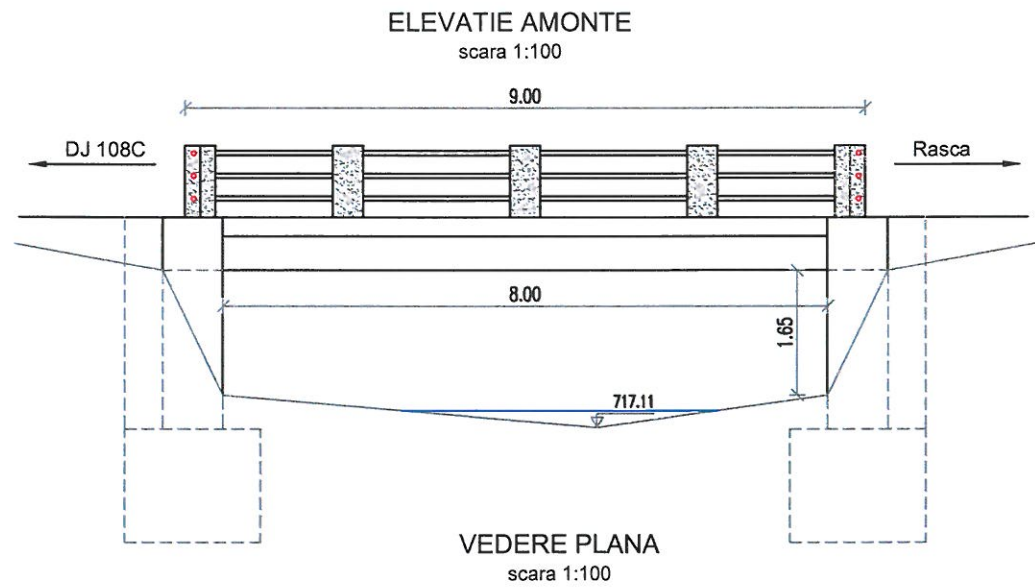 ELEVATIE AMONTE
scara 1:100
9.00
DJ 108C
Rasca
8.00
1.65
717.11
VEDERE PLANA
scara 1:100